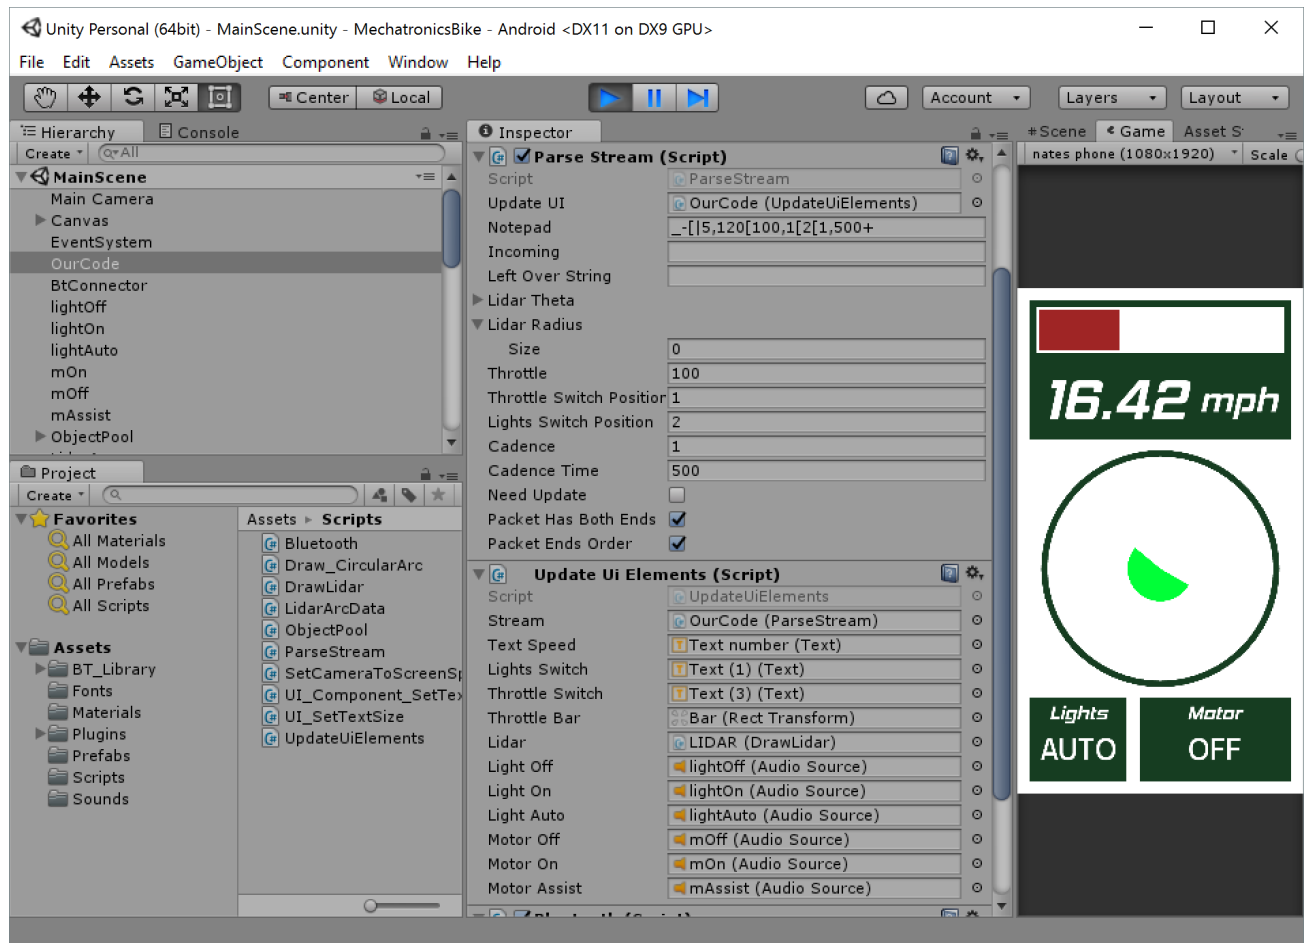 Unity Personal (64bit) - MainScene.unity - MechatronicsBike - Android <DX11 on DX9 GPU>
File Edit Assets GameObject Component Window Help
Center Local Account Layers Layout
Hierarchy Console
Create All
MainScene
Main Camera
Canvas
EventSystem
OurCode
BtConnector
lightOff
lightOn
lightAuto
mOn
mOff
mAssist
ObjectPool
Project
Create
Favorites
All Materials
All Models
All Prefabs
All Scripts
Assets
BT_Library
Fonts
Materials
Plugins
Prefabs
Scripts
Sounds
Assets Scripts
Bluetooth
Draw_CircularArc
DrawLidar
LidarArcData
ObjectPool
ParseStream
SetCameraToScreenS
UI_Component_SetTex
UI_SetTextSize
UpdateUiElements
Inspector
Parse Stream (Script)
Script ParseStream
Update UI OurCode (UpdateUiElements)
Notepad _-[|5,120[100,1[2[1,500+
Incoming
Left Over String
Lidar Theta
Lidar Radius
Size 0
Throttle 100
Throttle Switch Position 1
Lights Switch Position 2
Cadence 1
Cadence Time 500
Need Update
Packet Has Both Ends
Packet Ends Order
Update Ui Elements (Script)
Script UpdateUiElements
Stream OurCode (ParseStream)
Text Speed Text number (Text)
Lights Switch Text (1) (Text)
Throttle Switch Text (3) (Text)
Throttle Bar Bar (Rect Transform)
Lidar LIDAR (DrawLidar)
Light Off lightOff (Audio Source)
Light On lightOn (Audio Source)
Light Auto lightAuto (Audio Source)
Motor Off mOff (Audio Source)
Motor On mOn (Audio Source)
Motor Assist mAssist (Audio Source)
Scene Game Asset S
nates phone (1080x1920) Scale
16.42 mph
Lights Motor
AUTO OFF